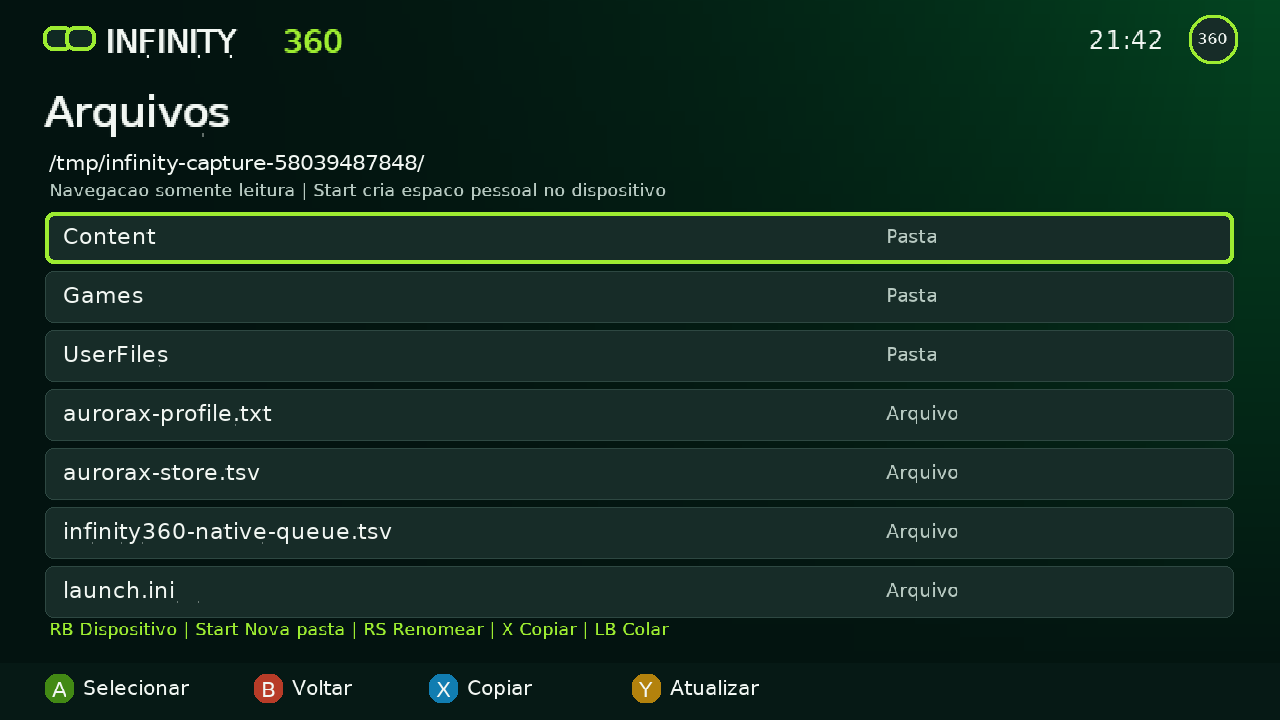 INFINITY 360
21:42
360
Arquivos
/tmp/infinity-capture-58039487848/
Navegacao somente leitura | Start cria espaco pessoal no dispositivo
Content Pasta
Games Pasta
UserFiles Pasta
aurorax-profile.txt Arquivo
aurorax-store.tsv Arquivo
infinity360-native-queue.tsv Arquivo
launch.ini Arquivo
RB Dispositivo | Start Nova pasta | RS Renomear | X Copiar | LB Colar
A Selecionar B Voltar X Copiar Y Atualizar